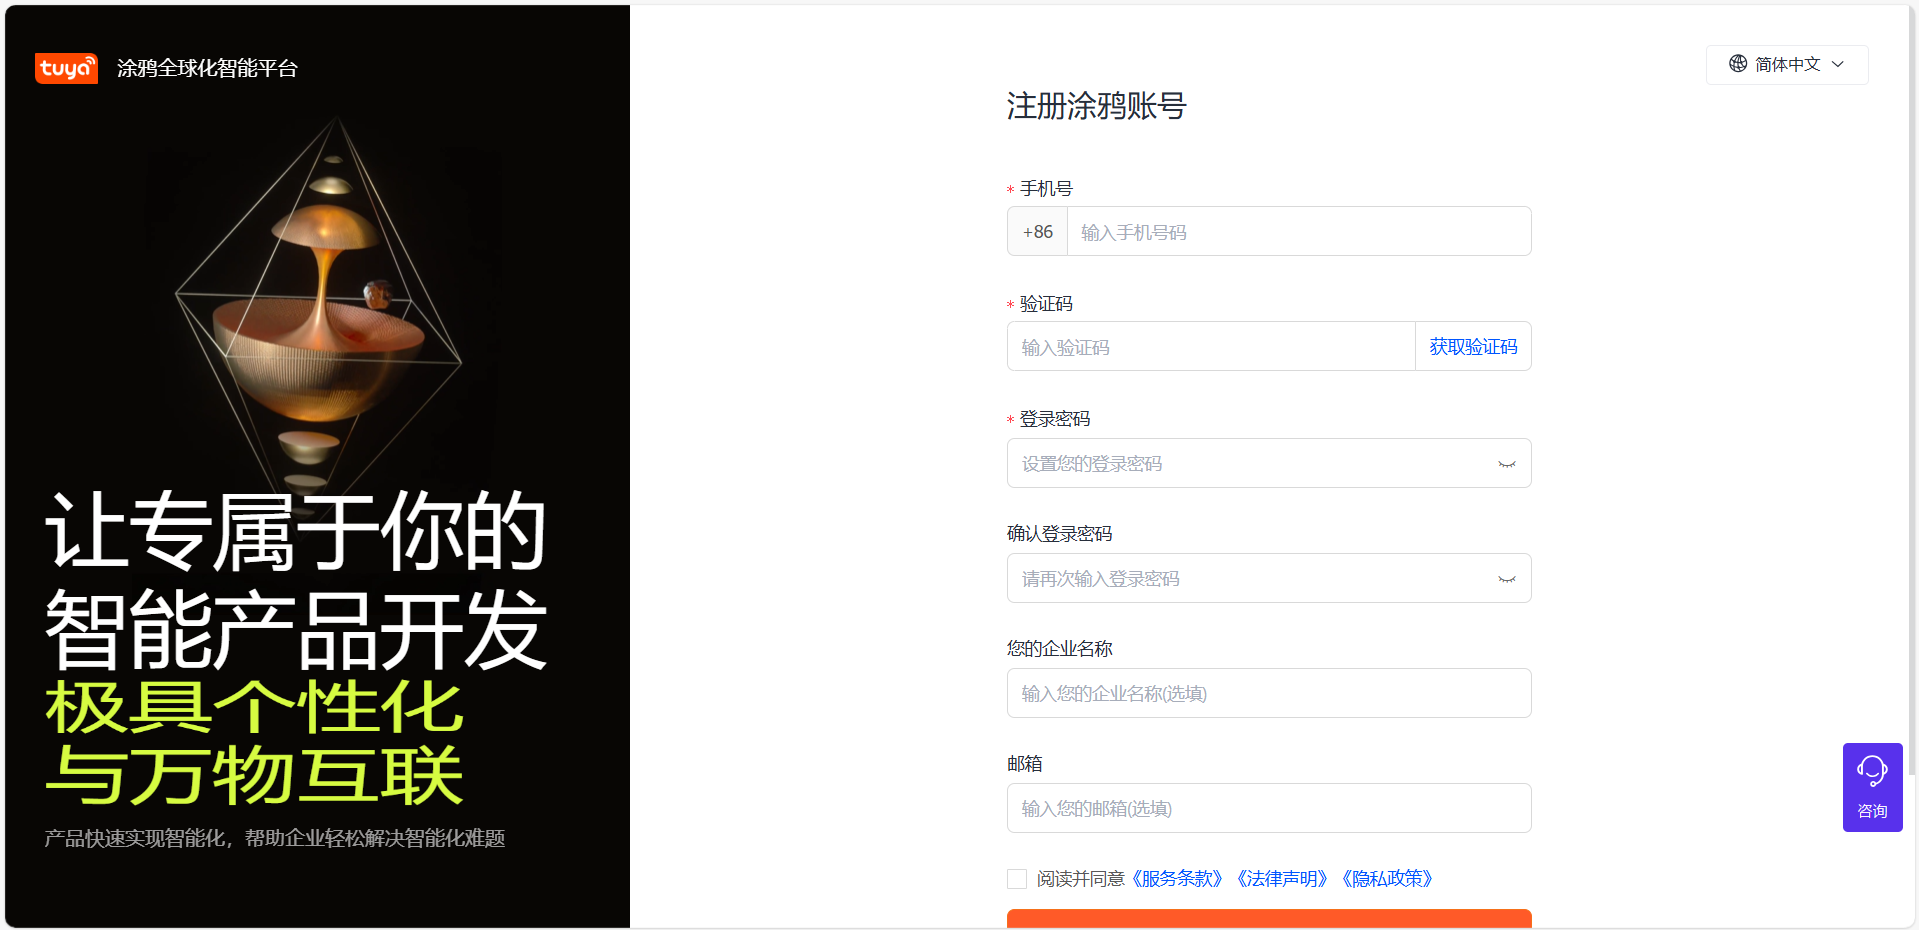 tuya 涂鸦全球化智能平台
让专属于你的
智能产品开发
极具个性化
与万物互联
产品快速实现智能化，帮助企业轻松解决智能化难题
简体中文
注册涂鸦账号
* 手机号
+86 输入手机号码
* 验证码
输入验证码 获取验证码
* 登录密码
设置您的登录密码
确认登录密码
请再次输入登录密码
您的企业名称
输入您的企业名称(选填)
邮箱
输入您的邮箱(选填)
阅读并同意《服务条款》《法律声明》《隐私政策》
咨询